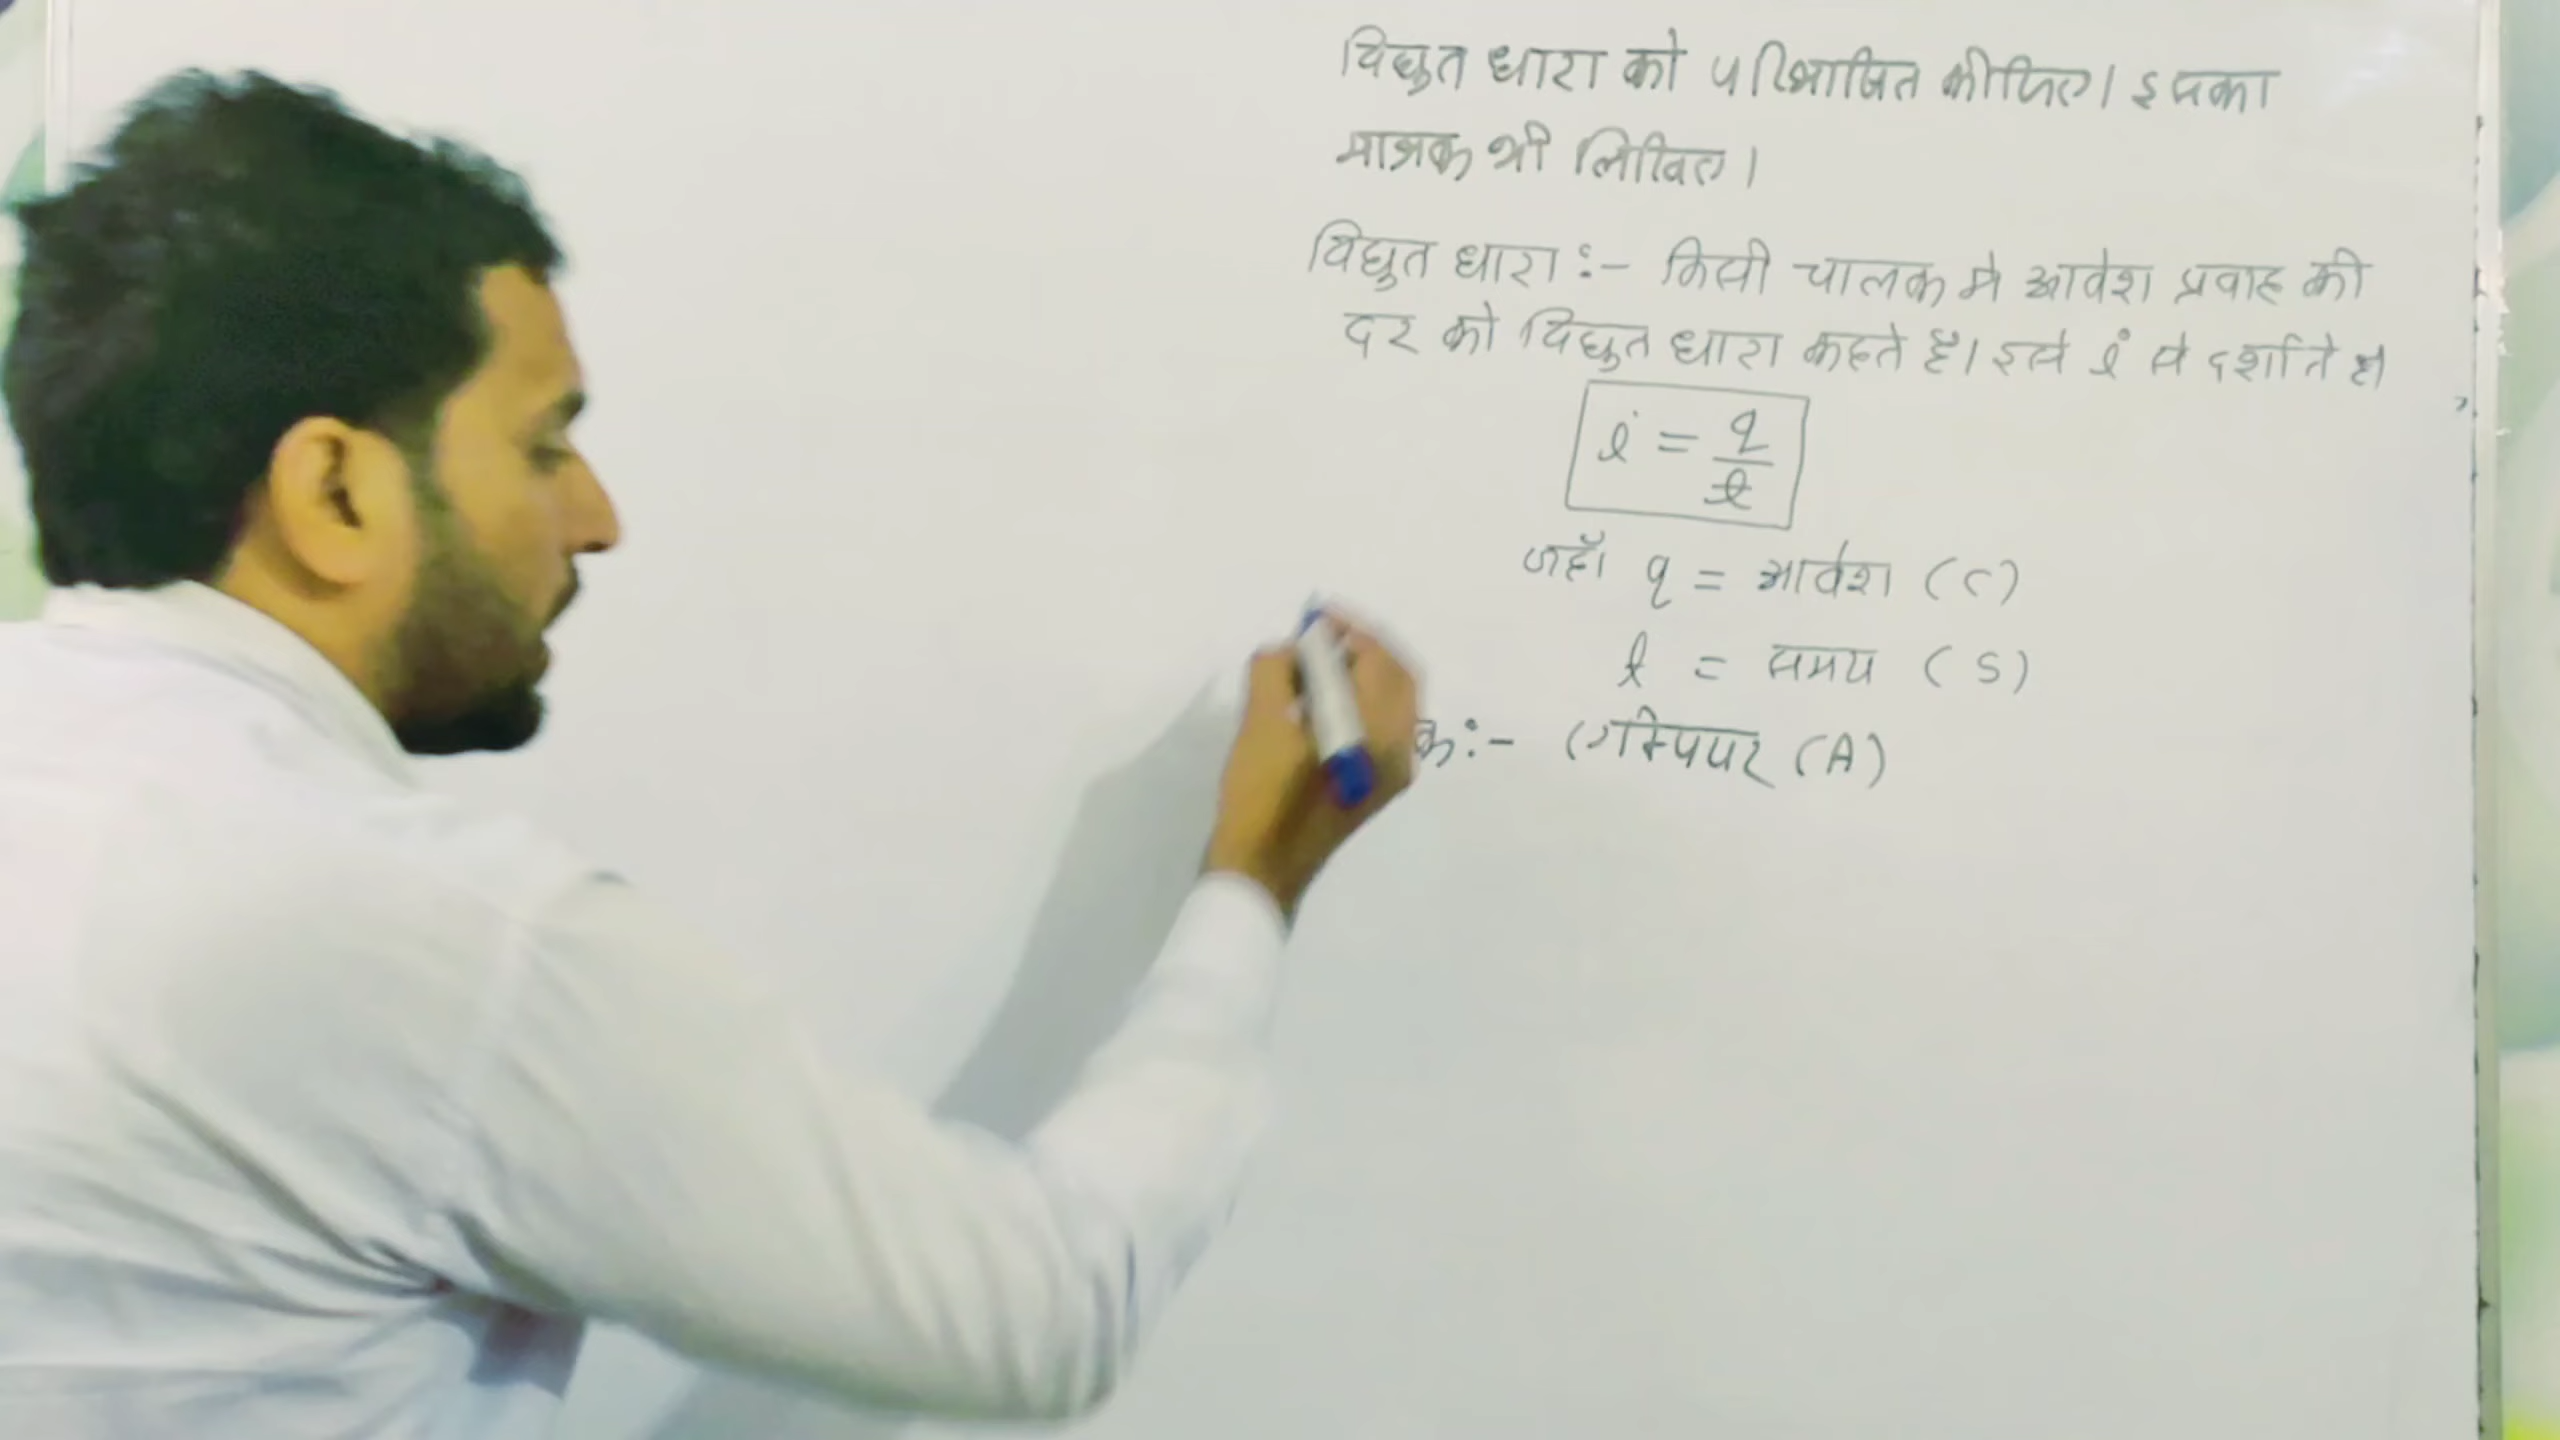 विद्युत धारा को परिभाषित कीजिए। इसका
मात्रक भी लिखिए।
विद्युत धारा :- किसी चालक मे आवेश प्रवाह की
दर को विद्युत धारा कहते हैं। इसे i से दर्शाते है
i = q/t
जहाँ q = आवेश (C)
t = समय (S)
क :- एम्पियर (A)